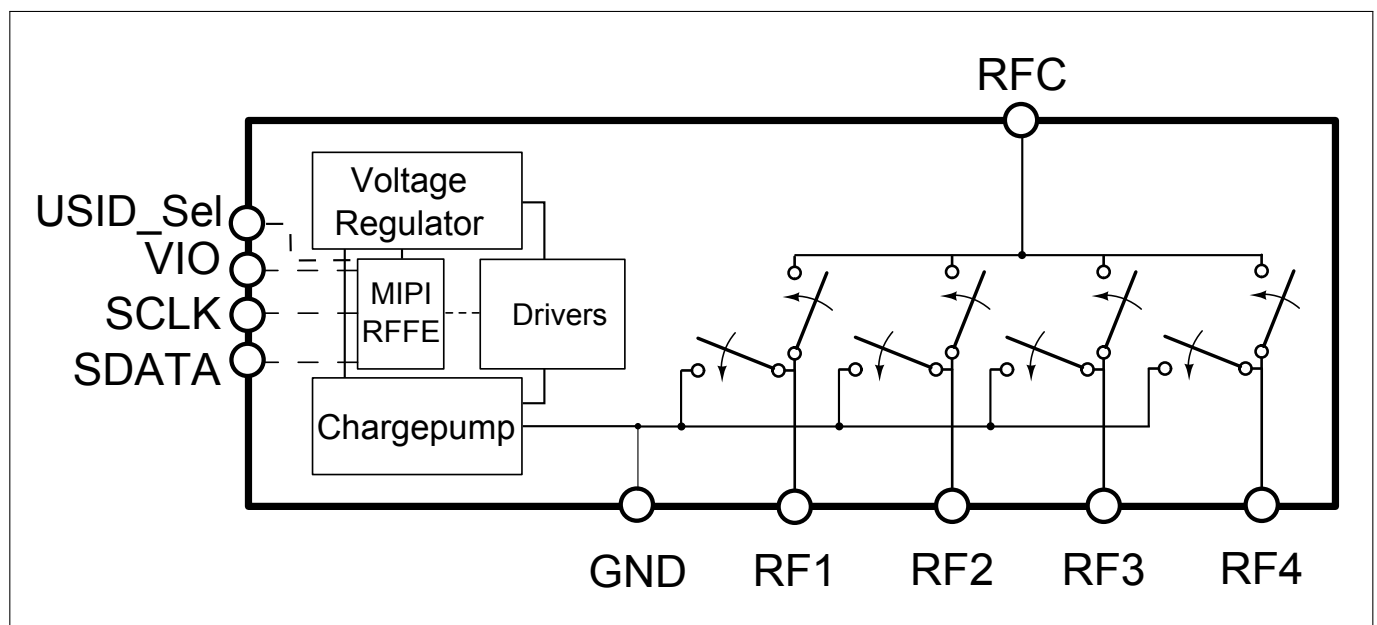 RFC
Voltage
Regulator
USID_Sel
VIO
SCLK
SDATA
MIPI
RFFE
Drivers
Chargepump
GND
RF1
RF2
RF3
RF4